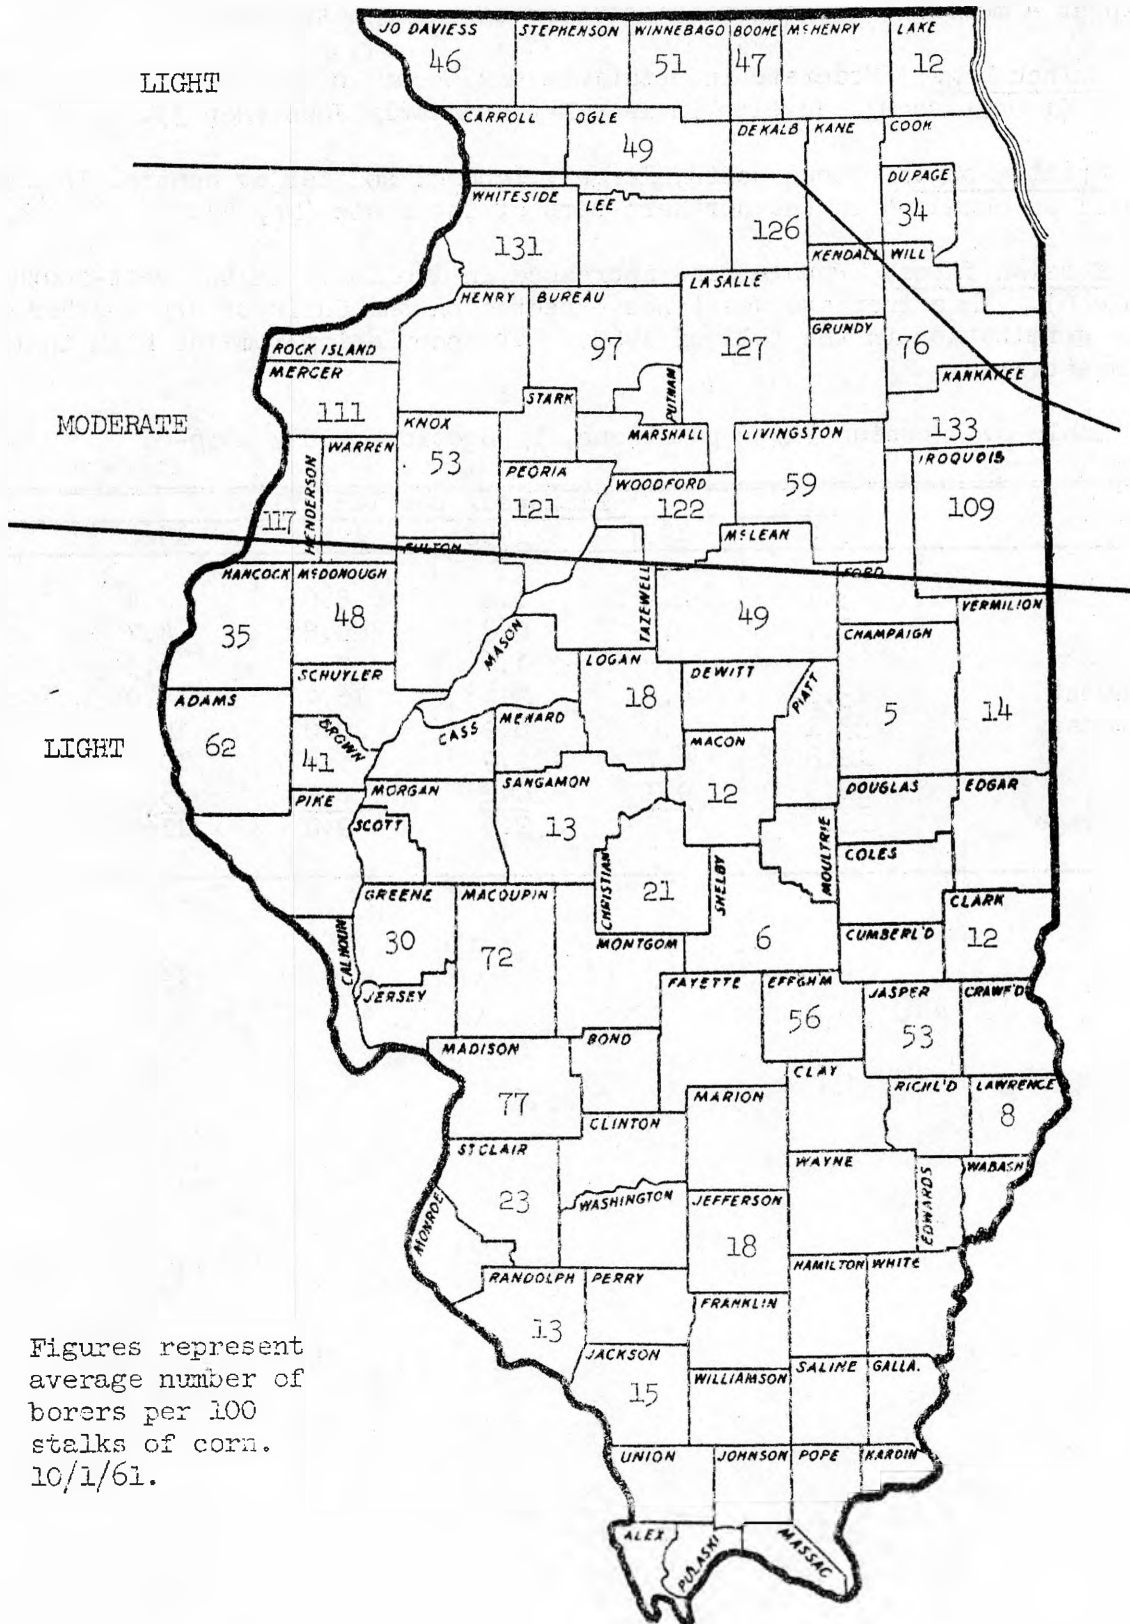 JO DAVIESS STEPHENSON WINNEBAGO BOONE McHENRY LAKE
46 51 47 12
LIGHT
CARROLL OGLE DEKALB KANE COOK
49
DU PAGE
WHITESIDE LEE
34
131 126
KENDALL WILL
LA SALLE
HENRY BUREAU
GRUNDY
97 127 76
ROCK ISLAND
MERCER
KANKAKEE
PUTNAM
STARK
111
MODERATE
KNOX
MARSHALL LIVINGSTON
133
WARREN
53
PEORIA
IROQUOIS
WOODFORD
59
121 122 109
HENDERSON
117
McLEAN
FULTON
HANCOCK McDONOUGH
FORD
TAZEWELL
VERMILION
48 49
35
CHAMPAIGN
MASON
LOGAN
SCHUYLER
DEWITT
PIATT
ADAMS
18
MENARD
CASS
5 14
62
BROWN
LIGHT
41
MACON
MORGAN SANGAMON
DOUGLAS EDGAR
PIKE
12
SCOTT
13
MOULTRIE
COLES
GREENE MACOUPIN
CHRISTIAN
21
SHELBY
CLARK
30
CALHOUN
72
MONTGOM
6
CUMBERL'D
12
JERSEY
FAYETTE EFFGHM JASPER CRAWF'D
56 53
MADISON BOND
CLAY
RICHL'D LAWRENCE
77
MARION
8
CLINTON
ST CLAIR
WAYNE
WABASH
EDWARDS
23
WASHINGTON
JEFFERSON
MONROE
18
HAMILTON WHITE
RANDOLPH PERRY
FRANKLIN
13
JACKSON
SALINE GALLA.
WILLIAMSON
15
Figures represent
average number of
borers per 100
stalks of corn.
10/1/61.
UNION JOHNSON POPE HARDIN
ALEX
PULASKI
MASSAC